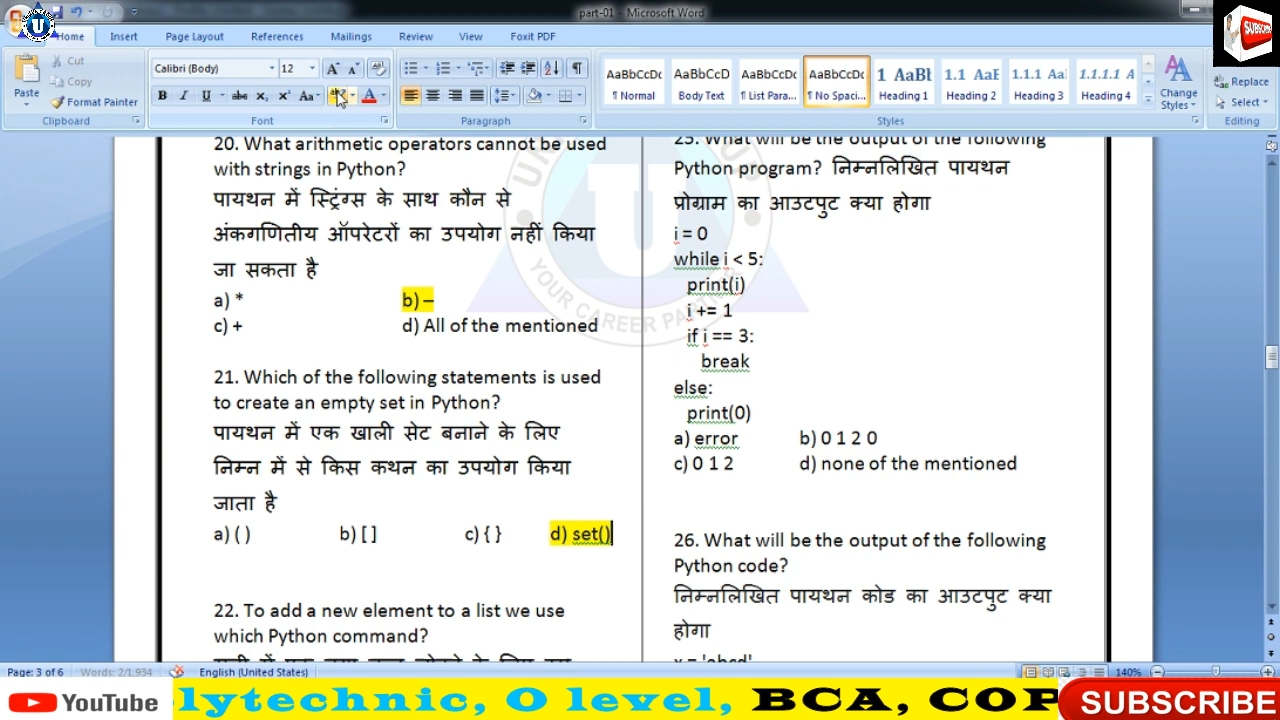 part-01 - Microsoft Word
Home Insert Page Layout References Mailings Review View Foxit PDF
Cut
Copy
Format Painter
Paste
Clipboard
Calibri (Body) 12
Font
Paragraph
AaBbCcDc AaBbCcD AaBbCcDc AaBbCcDc 1 AaBb 1.1 AaB 1.1.1 Aa 1.1.1.1 A
¶ Normal Body Text ¶ List Para... ¶ No Spaci... Heading 1 Heading 2 Heading 3 Heading 4
Change Styles
Styles
Replace
Select
Editing
SUBSCRIBE
20. What arithmetic operators cannot be used
with strings in Python?
पायथन में स्ट्रिंग्स के साथ कौन से
अंकगणितीय ऑपरेटरों का उपयोग नहीं किया
जा सकता है
a) * b) –
c) + d) All of the mentioned
21. Which of the following statements is used
to create an empty set in Python?
पायथन में एक खाली सेट बनाने के लिए
निम्न में से किस कथन का उपयोग किया
जाता है
a) ( ) b) [ ] c) { } d) set()
22. To add a new element to a list we use
which Python command?
25. What will be the output of the following
Python program? निम्नलिखित पायथन
प्रोग्राम का आउटपुट क्या होगा
i = 0
while i < 5:
print(i)
i += 1
if i == 3:
break
else:
print(0)
a) error b) 0 1 2 0
c) 0 1 2 d) none of the mentioned
26. What will be the output of the following
Python code?
निम्नलिखित पायथन कोड का आउटपुट क्या
होगा
x = 'abcd'
YOUR CAREER PARTNER
Page: 3 of 6 Words: 2/1,934 English (United States) 140%
YouTube lytechnic, O level, BCA, COP SUBSCRIBE